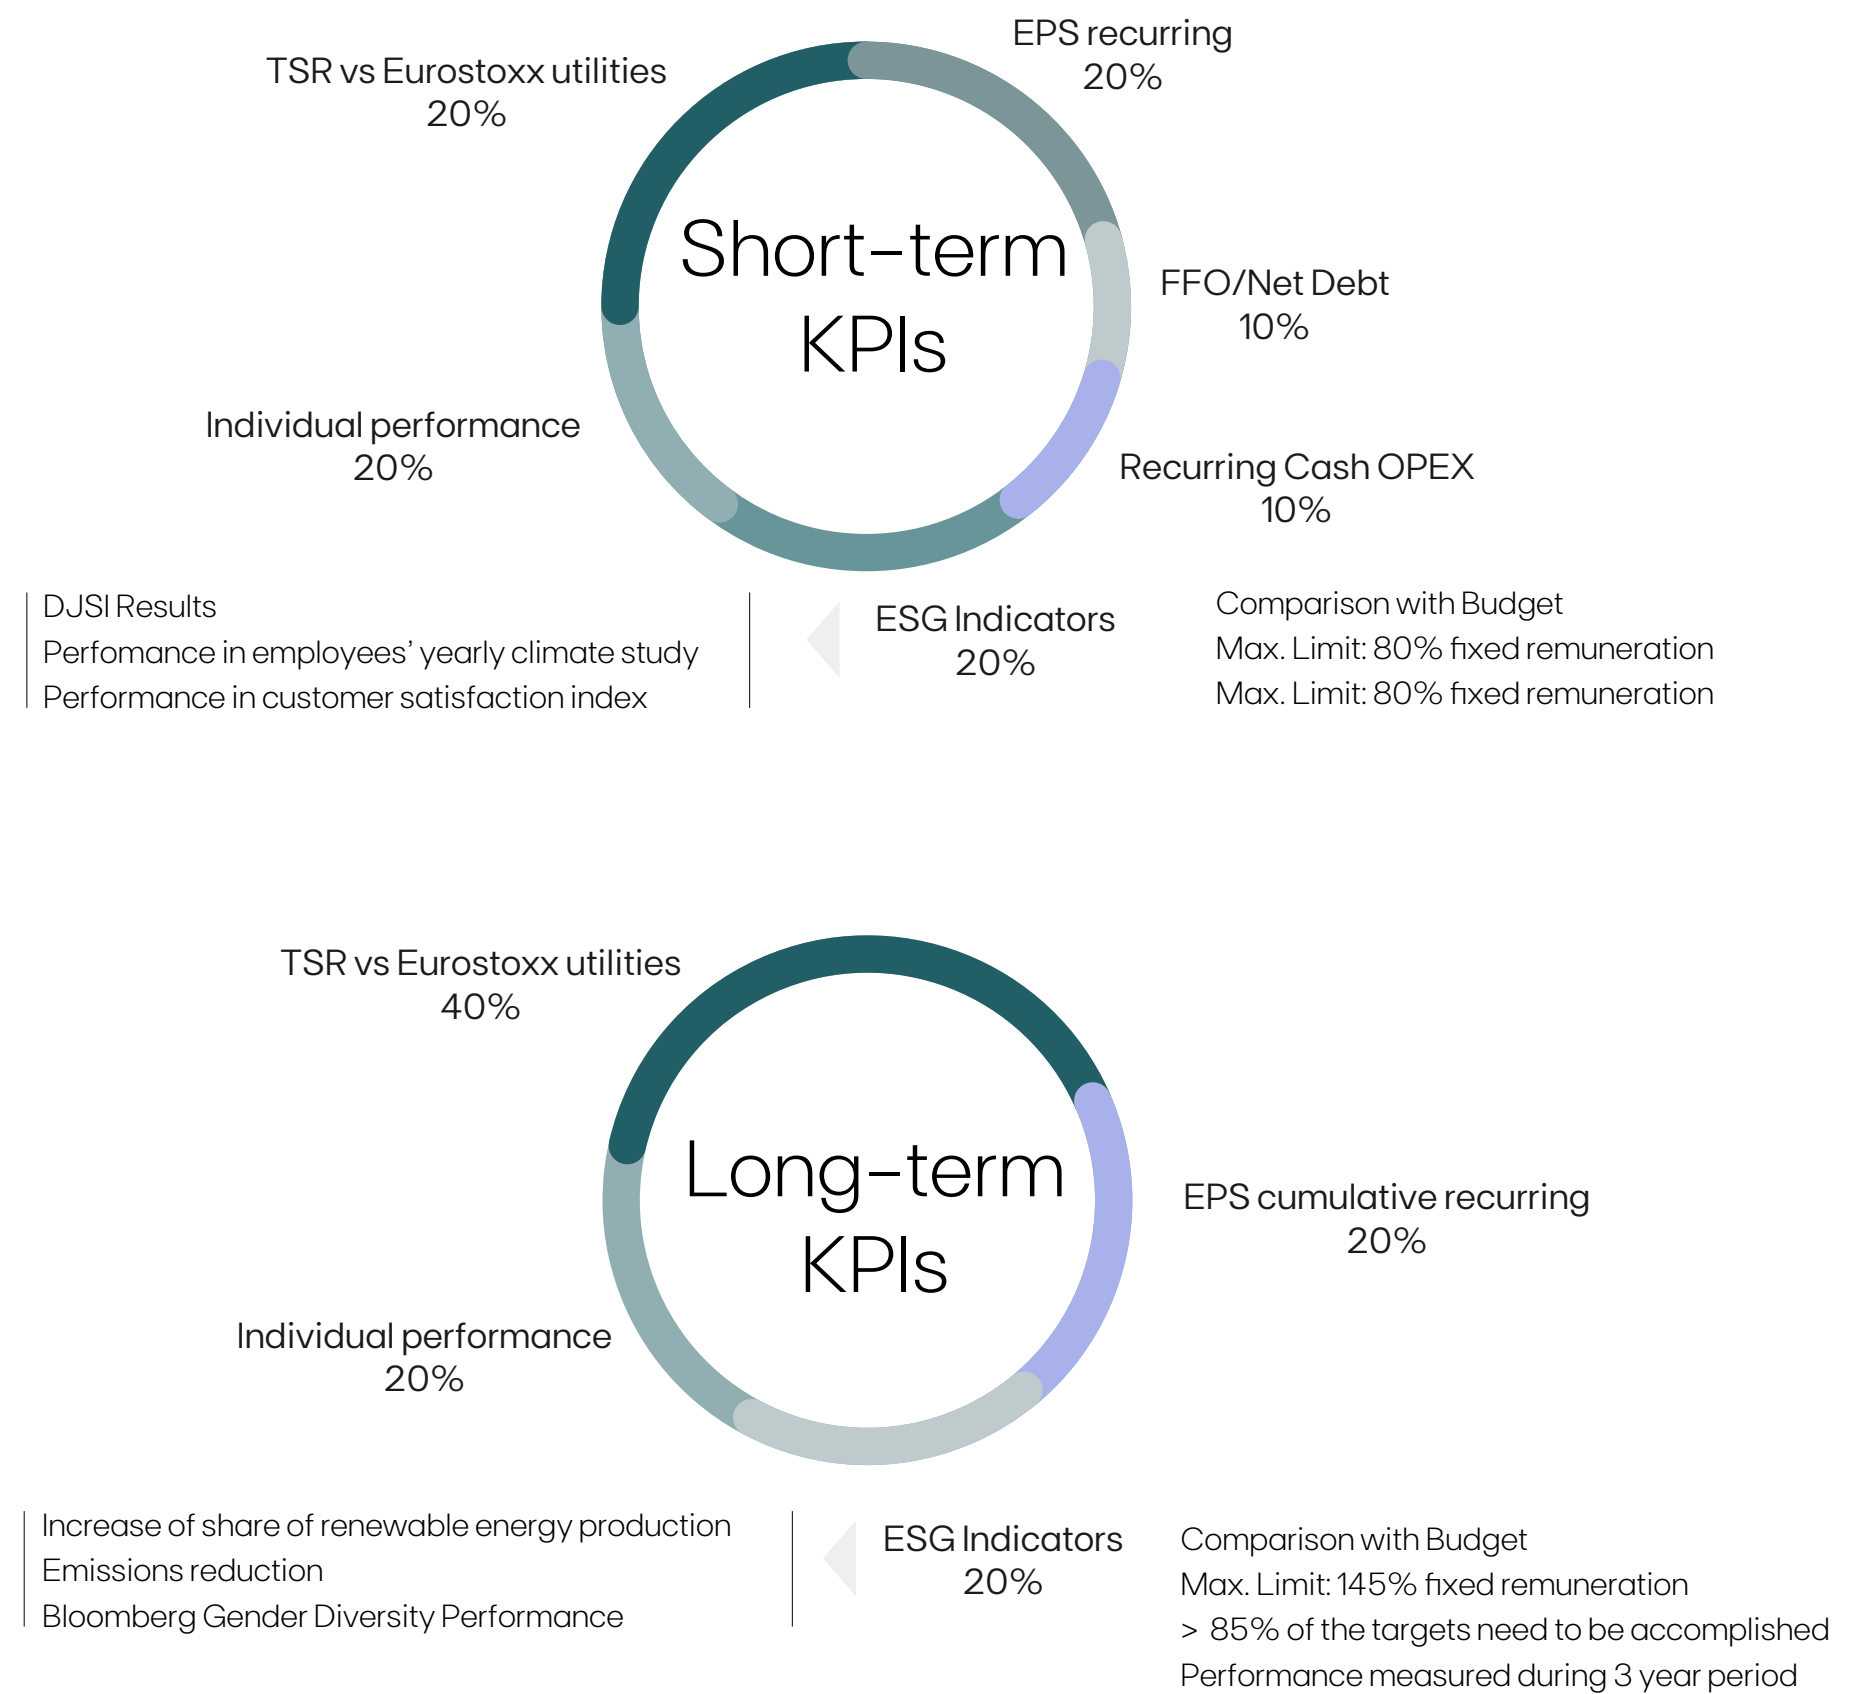 TSR vs Eurostoxx utilities
20%
EPS recurring
20%
Short-term
KPIs
FFO/Net Debt
10%
Individual performance
20%
Recurring Cash OPEX
10%
DJSI Results
Perfomance in employees’ yearly climate study
Performance in customer satisfaction index
ESG Indicators
20%
Comparison with Budget
Max. Limit: 80% fixed remuneration
Max. Limit: 80% fixed remuneration
TSR vs Eurostoxx utilities
40%
Long-term
KPIs
EPS cumulative recurring
20%
Individual performance
20%
Increase of share of renewable energy production
Emissions reduction
Bloomberg Gender Diversity Performance
ESG Indicators
20%
Comparison with Budget
Max. Limit: 145% fixed remuneration
> 85% of the targets need to be accomplished
Performance measured during 3 year period